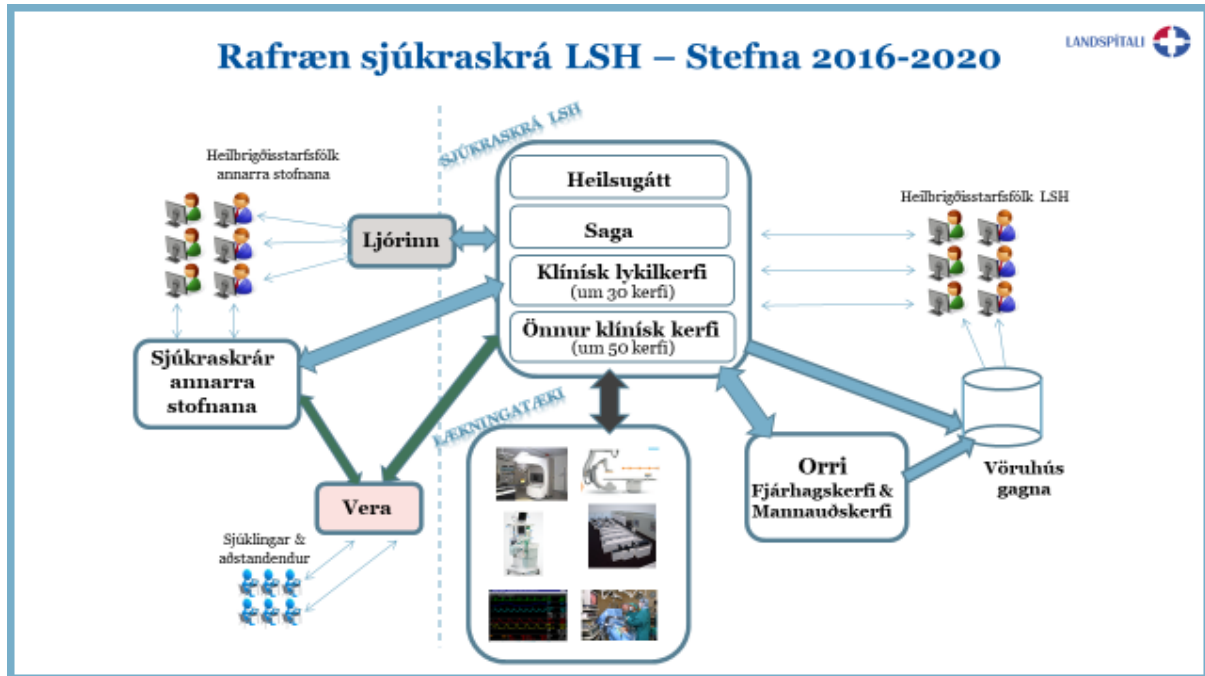 Rafræn sjúkraskrá LSH – Stefna 2016-2020
LANDSPÍTALI
SJÚKRASKRÁ LSH
Heilbrigðisstarfsfólk
annarra stofnana
Ljórinn
Heilsugátt
Saga
Klínísk lykilkerfi
(um 30 kerfi)
Önnur klínísk kerfi
(um 50 kerfi)
Heilbrigðisstarfsfólk LSH
Sjúkraskrár
annarra
stofnana
LÆKNINGATÆKI
Vera
Sjúklingar &
aðstandendur
Orri
Fjárhagskerfi &
Mannauðskerfi
Vöruhús
gagna